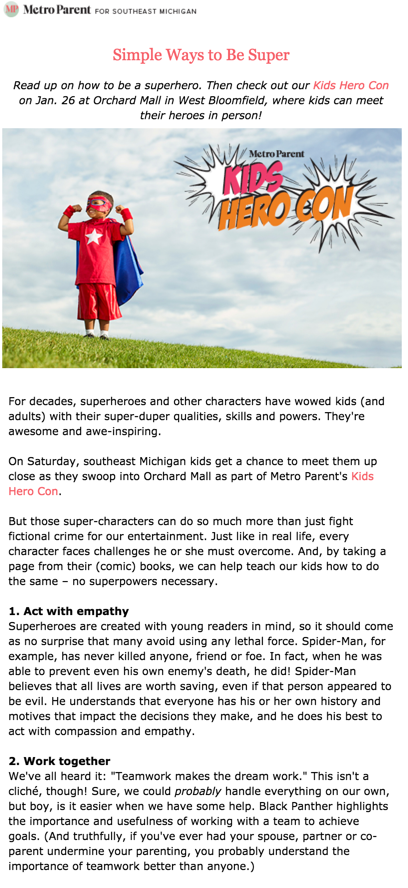 MP Metro Parent FOR SOUTHEAST MICHIGAN
Simple Ways to Be Super
Read up on how to be a superhero. Then check out our Kids Hero Con
on Jan. 26 at Orchard Mall in West Bloomfield, where kids can meet
their heroes in person!
Metro Parent
KIDS
HERO CON
For decades, superheroes and other characters have wowed kids (and
adults) with their super-duper qualities, skills and powers. They're
awesome and awe-inspiring.
On Saturday, southeast Michigan kids get a chance to meet them up
close as they swoop into Orchard Mall as part of Metro Parent's Kids
Hero Con.
But those super-characters can do so much more than just fight
fictional crime for our entertainment. Just like in real life, every
character faces challenges he or she must overcome. And, by taking a
page from their (comic) books, we can help teach our kids how to do
the same – no superpowers necessary.
1. Act with empathy
Superheroes are created with young readers in mind, so it should come
as no surprise that many avoid using any lethal force. Spider-Man, for
example, has never killed anyone, friend or foe. In fact, when he was
able to prevent even his own enemy's death, he did! Spider-Man
believes that all lives are worth saving, even if that person appeared to
be evil. He understands that everyone has his or her own history and
motives that impact the decisions they make, and he does his best to
act with compassion and empathy.
2. Work together
We've all heard it: "Teamwork makes the dream work." This isn't a
cliché, though! Sure, we could probably handle everything on our own,
but boy, is it easier when we have some help. Black Panther highlights
the importance and usefulness of working with a team to achieve
goals. (And truthfully, if you've ever had your spouse, partner or co-
parent undermine your parenting, you probably understand the
importance of teamwork better than anyone.)